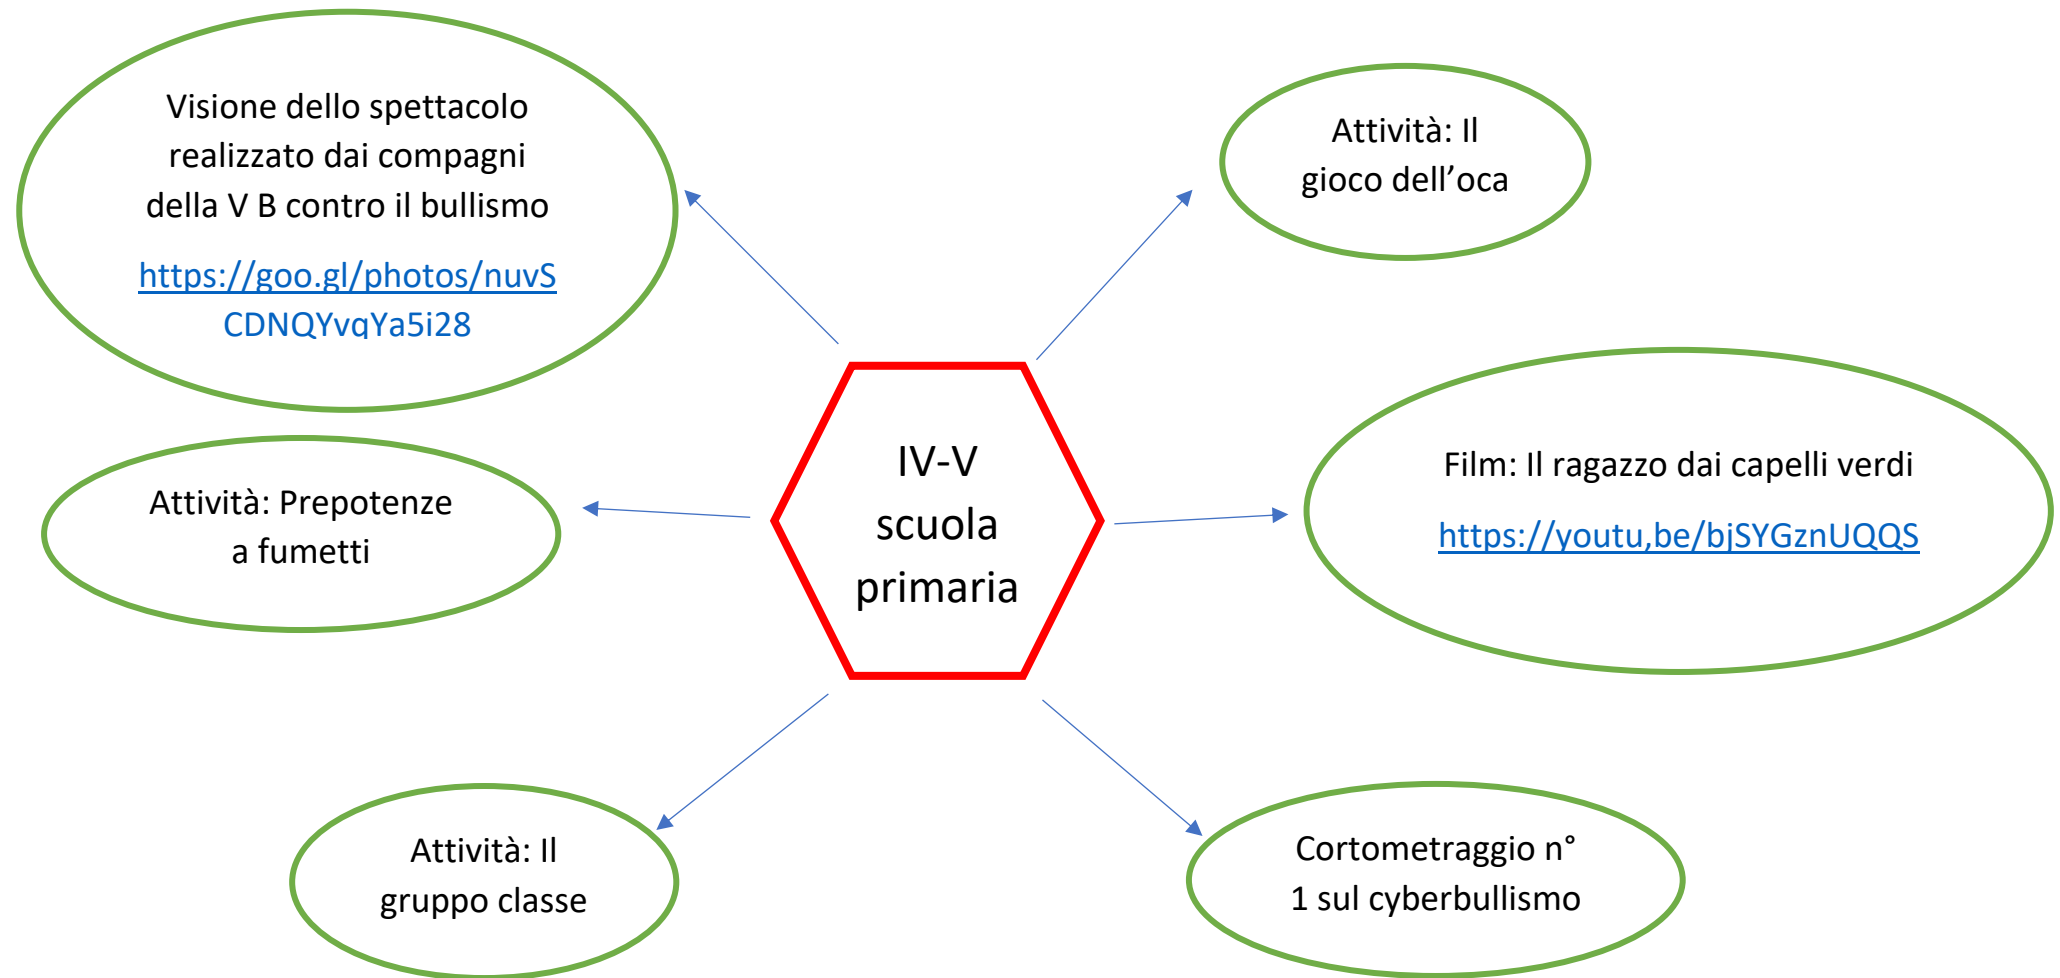 Visione dello spettacolo
realizzato dai compagni
della V B contro il bullismo
https://goo.gl/photos/nuvS
CDNQYvqYa5i28
Attività: Il
gioco dell’oca
Attività: Prepotenze
a fumetti
IV-V
scuola
primaria
Film: Il ragazzo dai capelli verdi
https://youtu,be/bjSYGznUQQS
Attività: Il
gruppo classe
Cortometraggio n°
1 sul cyberbullismo